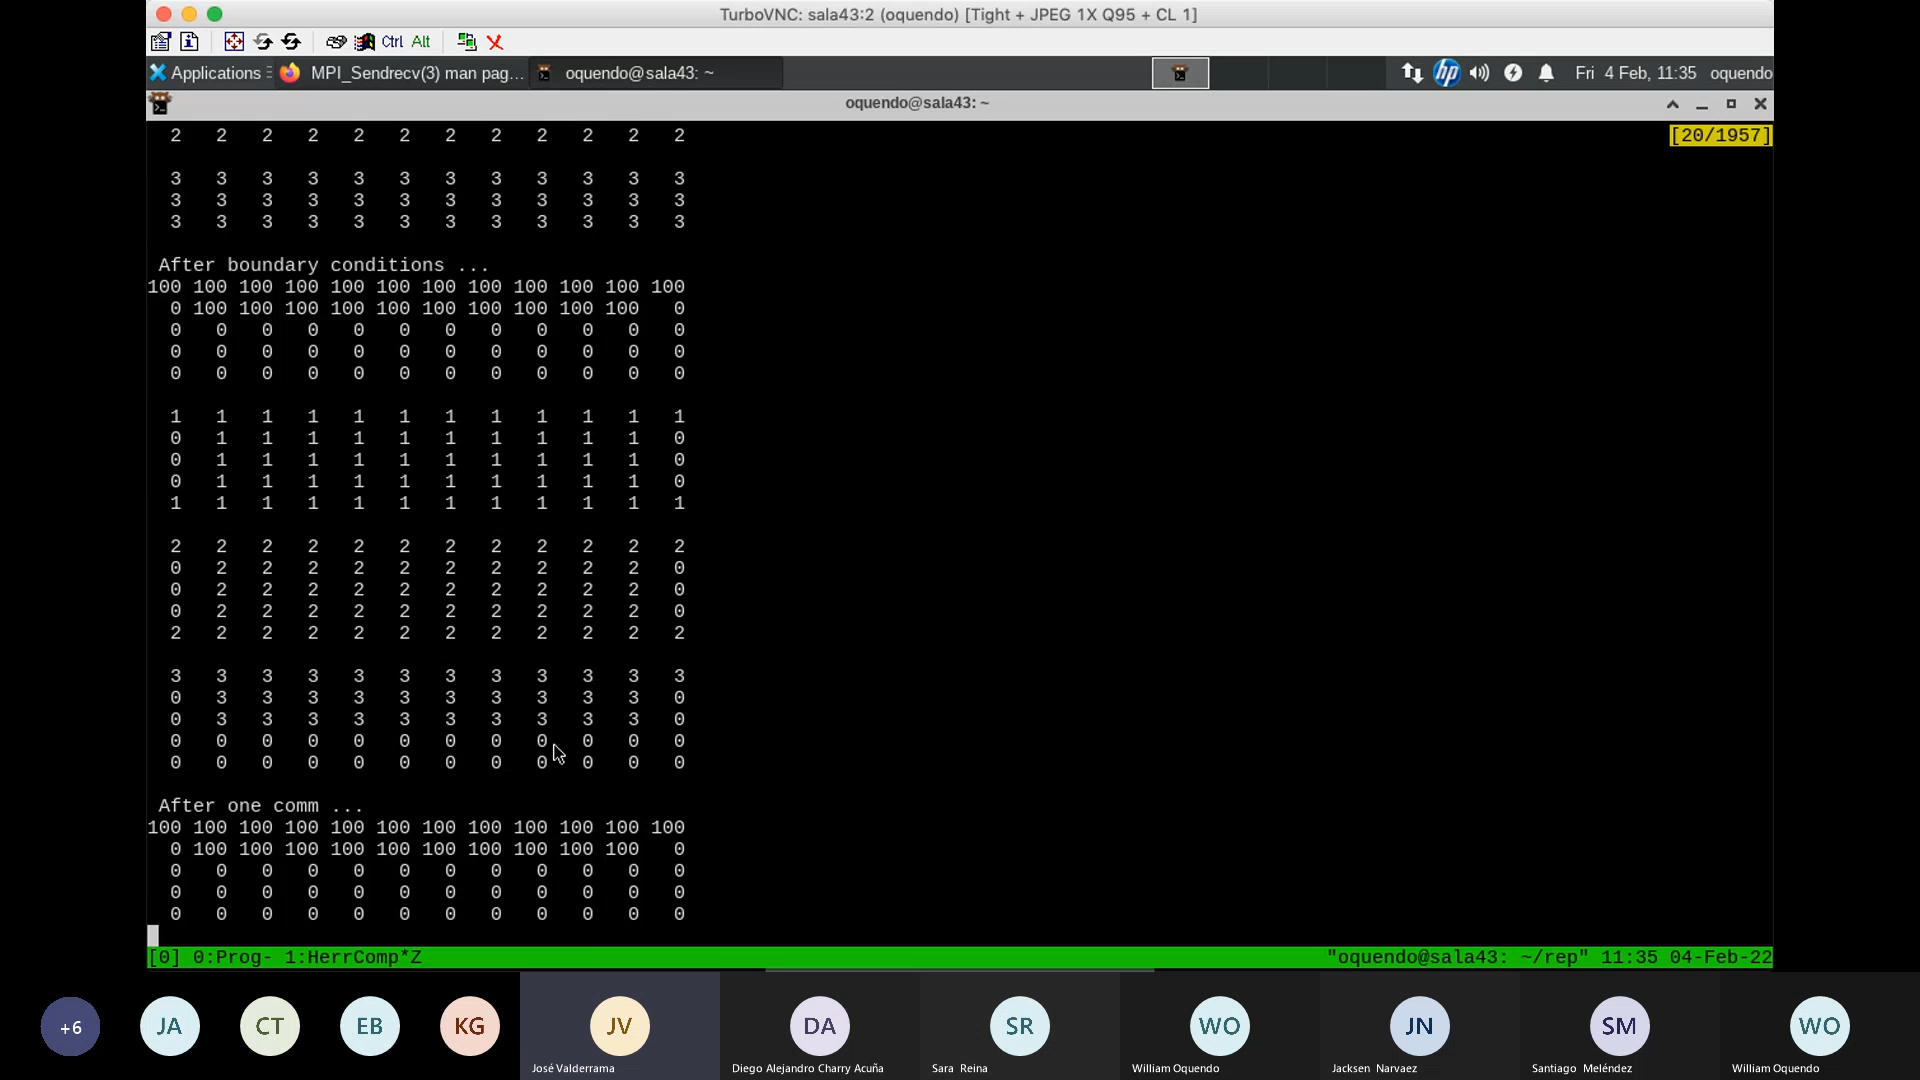 TurboVNC: sala43:2 (oquendo) [Tight + JPEG 1X Q95 + CL 1]
Ctrl Alt
Applications MPI_Sendrecv(3) man pag... oquendo@sala43: ~ hp Fri 4 Feb, 11:35 oquendo
oquendo@sala43: ~
2 2 2 2 2 2 2 2 2 2 2 2 [20/1957]
3 3 3 3 3 3 3 3 3 3 3 3
3 3 3 3 3 3 3 3 3 3 3 3
3 3 3 3 3 3 3 3 3 3 3 3
After boundary conditions ...
100 100 100 100 100 100 100 100 100 100 100 100
0 100 100 100 100 100 100 100 100 100 100 0
0 0 0 0 0 0 0 0 0 0 0 0
0 0 0 0 0 0 0 0 0 0 0 0
0 0 0 0 0 0 0 0 0 0 0 0
1 1 1 1 1 1 1 1 1 1 1 1
0 1 1 1 1 1 1 1 1 1 1 0
0 1 1 1 1 1 1 1 1 1 1 0
0 1 1 1 1 1 1 1 1 1 1 0
1 1 1 1 1 1 1 1 1 1 1 1
2 2 2 2 2 2 2 2 2 2 2 2
0 2 2 2 2 2 2 2 2 2 2 0
0 2 2 2 2 2 2 2 2 2 2 0
0 2 2 2 2 2 2 2 2 2 2 0
2 2 2 2 2 2 2 2 2 2 2 2
3 3 3 3 3 3 3 3 3 3 3 3
0 3 3 3 3 3 3 3 3 3 3 0
0 3 3 3 3 3 3 3 3 3 3 0
0 0 0 0 0 0 0 0 0 0 0 0
0 0 0 0 0 0 0 0 0 0 0 0
After one comm ...
100 100 100 100 100 100 100 100 100 100 100 100
0 100 100 100 100 100 100 100 100 100 100 0
0 0 0 0 0 0 0 0 0 0 0 0
0 0 0 0 0 0 0 0 0 0 0 0
0 0 0 0 0 0 0 0 0 0 0 0
[0] 0:Prog- 1:HerrComp*Z "oquendo@sala43: ~/rep" 11:35 04-Feb-22
+6 JA CT EB KG JV DA SR WO JN SM WO
José Valderrama Diego Alejandro Charry Acuña Sara Reina William Oquendo Jacksen Narvaez Santiago Meléndez William Oquendo